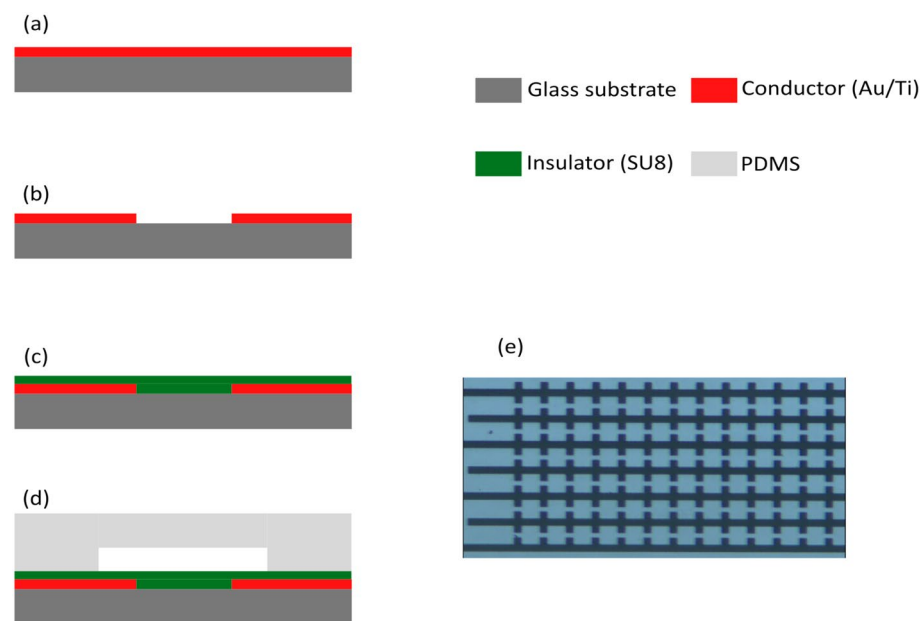 (a)
Glass substrate
Conductor (Au/Ti)
Insulator (SU8)
PDMS
(b)
(c)
(e)
(d)